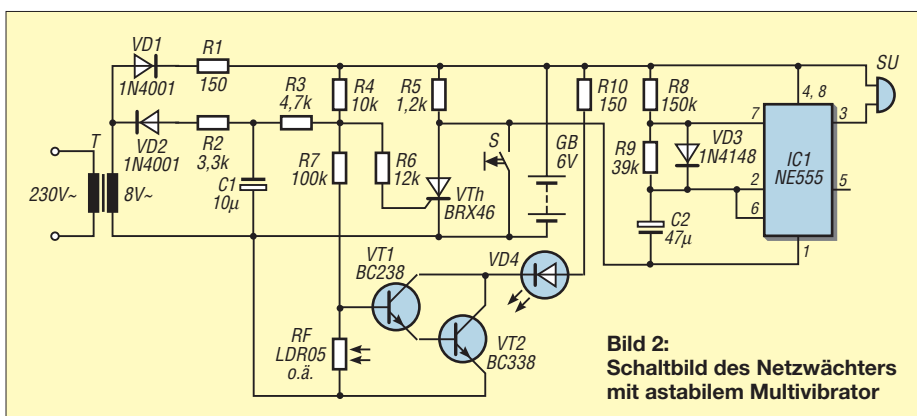 VD1
1N4001
R1
150
VD2
1N4001
R2
3,3k
R3
4,7k
C1
10µ
T
230V~
8V~
R4
10k
R7
100k
R5
1,2k
R6
12k
VTh
BRX46
S
GB
6V
R10
150
R8
150k
R9
39k
VD3
1N4148
C2
47µ
7
2
6
4, 8
3
5
1
IC1
NE555
SU
VT1
BC238
VT2
BC338
VD4
RF
LDR05
o.ä.
Bild 2:
Schaltbild des Netzwächters
mit astabilem Multivibrator